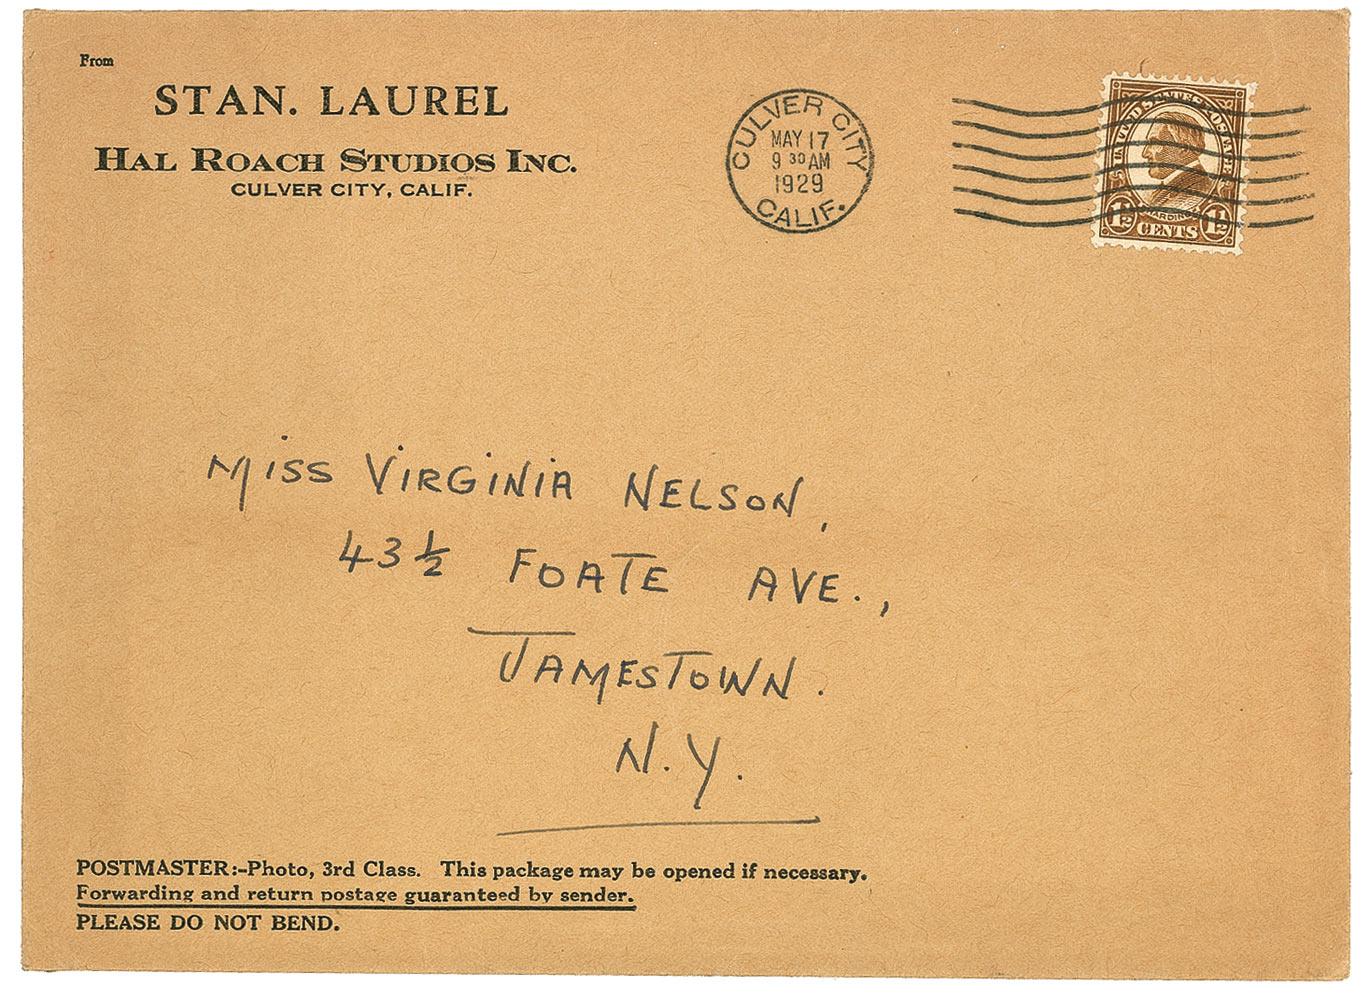 From
STAN. LAUREL
HAL ROACH STUDIOS INC.
CULVER CITY, CALIF.
CULVER CITY
MAY 17
9 30 AM
1929
CALIF.
UNITED STATES POSTAGE
HARDING
1½ CENTS 1½
MISS VIRGINIA NELSON,
43½ FOATE AVE.,
JAMESTOWN.
N.Y.
POSTMASTER:-Photo, 3rd Class. This package may be opened if necessary.
Forwarding and return postage guaranteed by sender.
PLEASE DO NOT BEND.